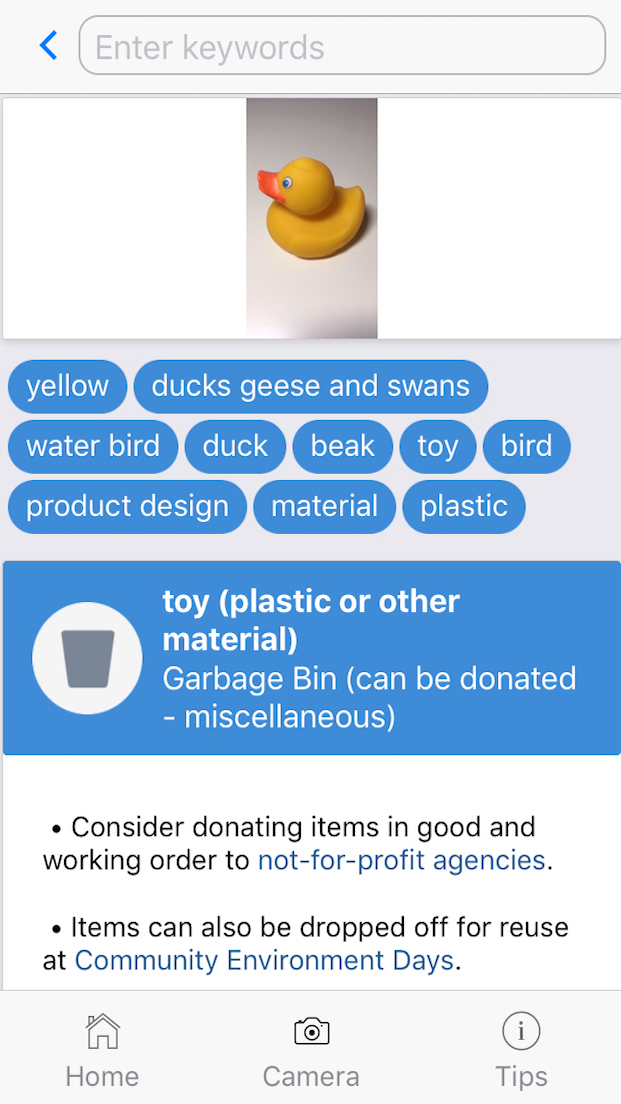 Enter keywords
yellow
ducks geese and swans
water bird
duck
beak
toy
bird
product design
material
plastic
toy (plastic or other
material)
Garbage Bin (can be donated
- miscellaneous)
• Consider donating items in good and
working order to not-for-profit agencies.
• Items can also be dropped off for reuse
at Community Environment Days.
Home
Camera
Tips